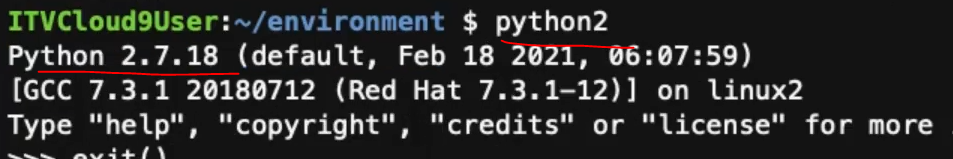 ITVCloud9User:~/environment $ python2
Python 2.7.18 (default, Feb 18 2021, 06:07:59)
[GCC 7.3.1 20180712 (Red Hat 7.3.1-12)] on linux2
Type "help", "copyright", "credits" or "license" for more
>>> exit()